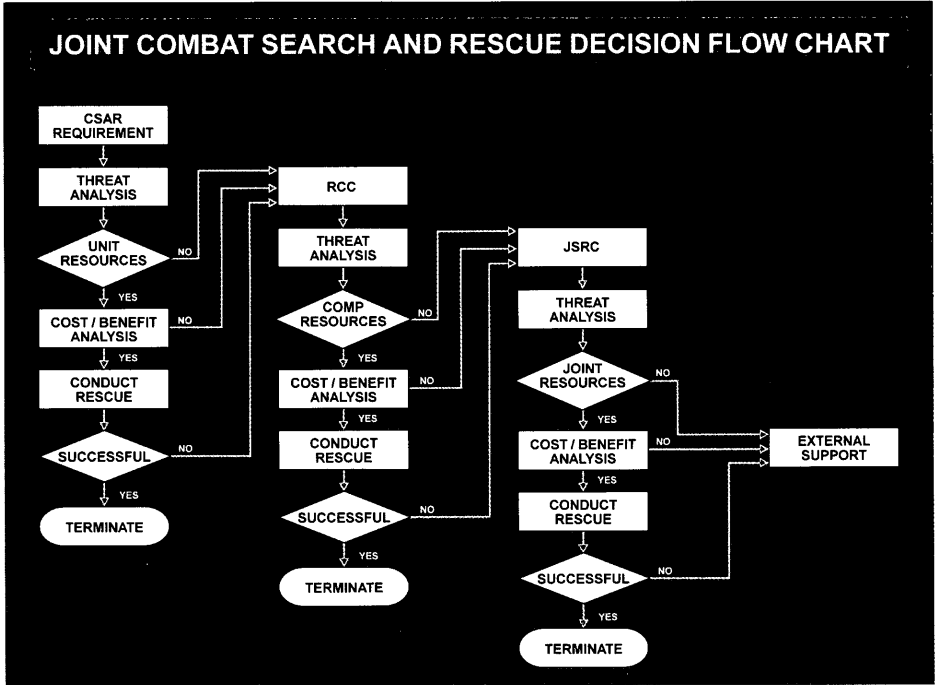 JOINT COMBAT SEARCH AND RESCUE DECISION FLOW CHART
CSAR
REQUIREMENT
THREAT
ANALYSIS
UNIT
RESOURCES
NO
YES
COST / BENEFIT
ANALYSIS
NO
YES
CONDUCT
RESCUE
SUCCESSFUL
NO
YES
TERMINATE
RCC
THREAT
ANALYSIS
COMP
RESOURCES
NO
YES
COST / BENEFIT
ANALYSIS
NO
YES
CONDUCT
RESCUE
SUCCESSFUL
NO
YES
TERMINATE
JSRC
THREAT
ANALYSIS
JOINT
RESOURCES
NO
YES
COST / BENEFIT
ANALYSIS
NO
YES
CONDUCT
RESCUE
SUCCESSFUL
NO
YES
TERMINATE
EXTERNAL
SUPPORT